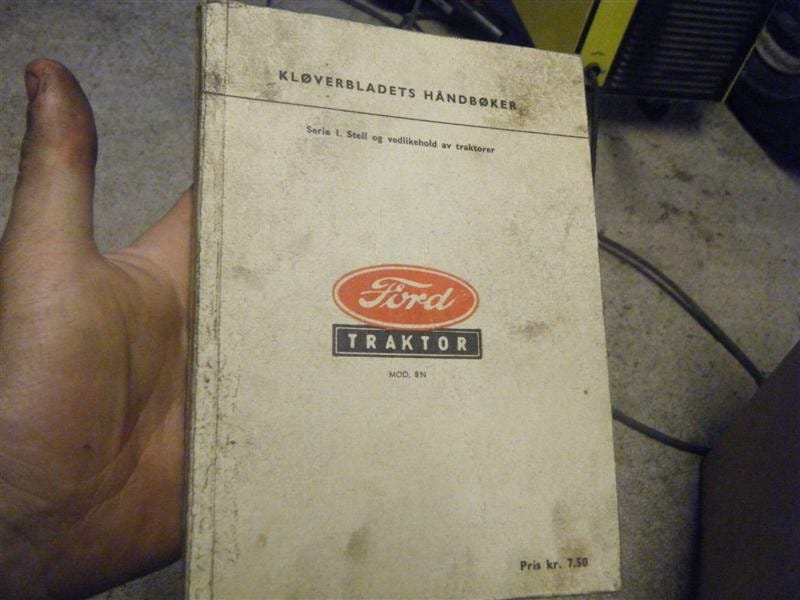 KLØVERBLADETS HÅNDBØKER
Serie I. Stell og vedlikehold av traktorer
Ford
TRAKTOR
MOD. 8N
Pris kr. 7.50